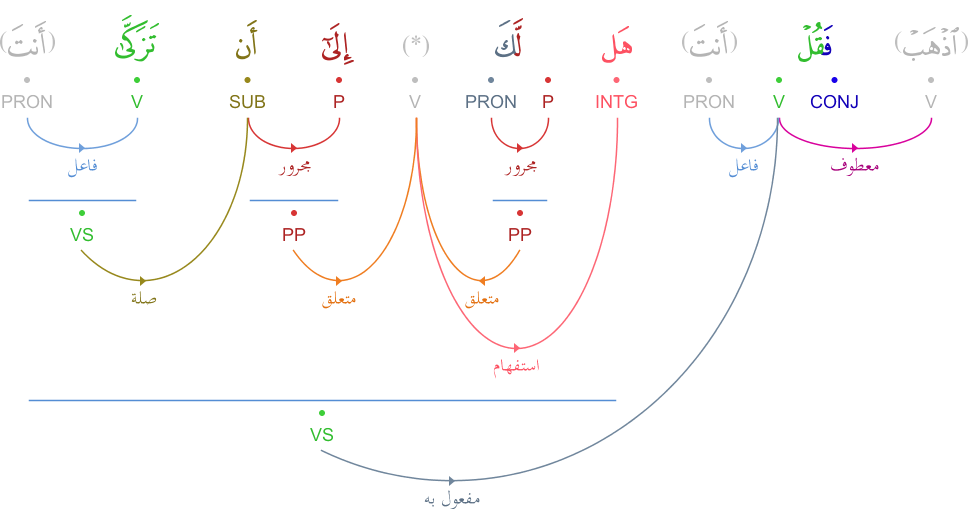 (ٱذْهَبْ) فَقُلْ (أَنتَ) هَل لَّكَ (*) إِلَىٰٓ أَن تَزَكَّىٰ (أَنتَ)
V CONJ V PRON INTG P PRON V P SUB V PRON
معطوف فاعل مجرور مجرور فاعل
PP PP VS
متعلق متعلق صلة
استفهام
VS
مفعول به